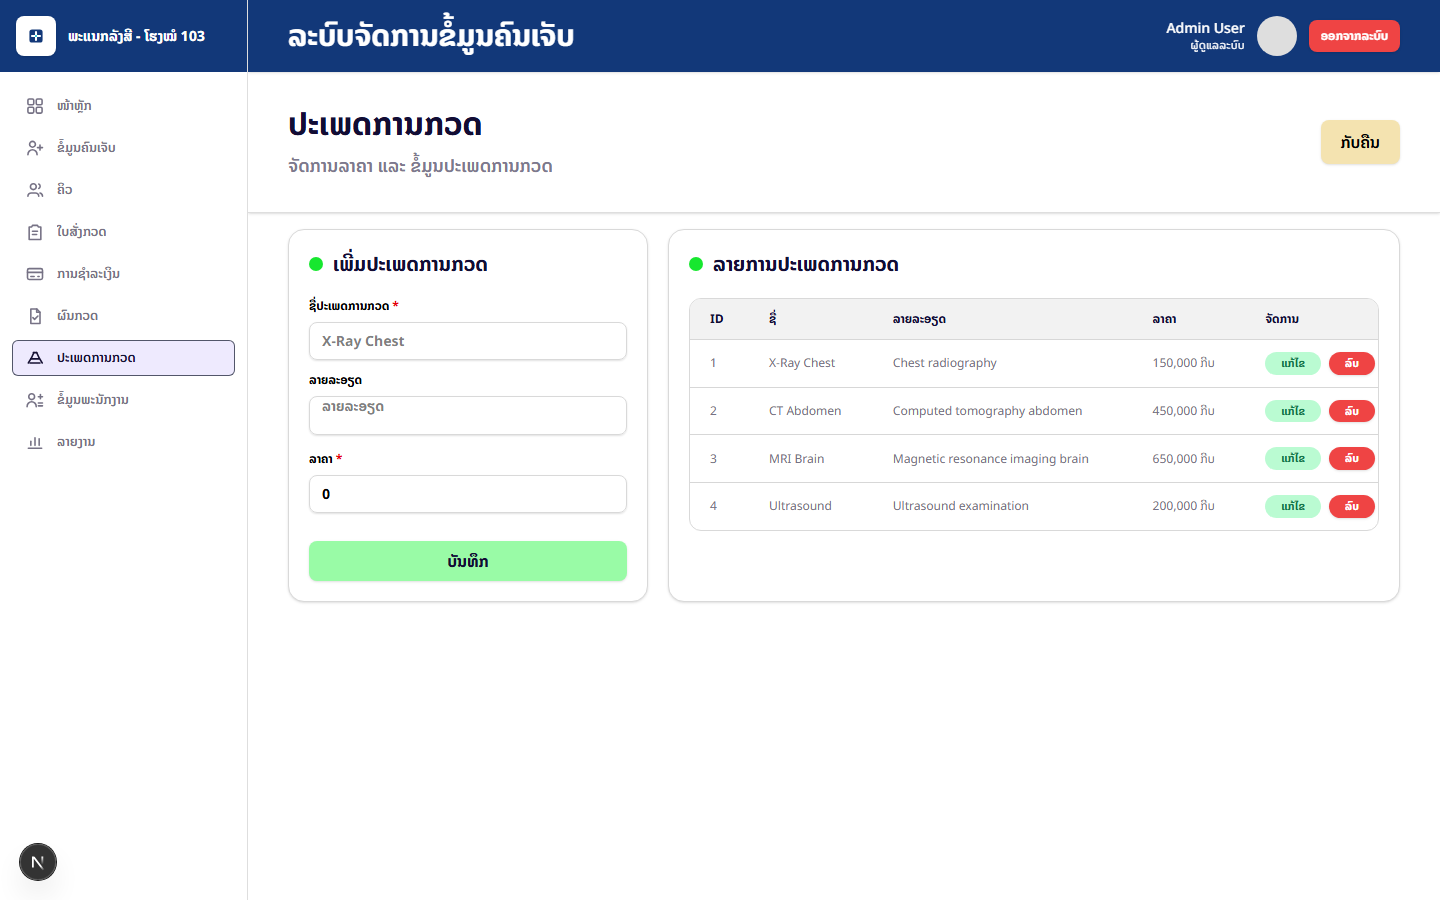 ພະແນກລັງສີ - ໂຮງໝໍ 103
ລະບົບຈັດການຂໍ້ມູນຄົນເຈັບ
Admin User
ຜູ້ດູແລລະບົບ
ອອກຈາກລະບົບ
ໜ້າຫຼັກ
ຂໍ້ມູນຄົນເຈັບ
ຄິວ
ໃບສັ່ງກວດ
ການຊຳລະເງິນ
ຜົນກວດ
ປະເພດການກວດ
ຂໍ້ມູນພະນັກງານ
ລາຍງານ
N
ປະເພດການກວດ
ຈັດການລາຄາ ແລະ ຂໍ້ມູນປະເພດການກວດ
ກັບຄືນ
ເພີ່ມປະເພດການກວດ
ຊື່ປະເພດການກວດ *
X-Ray Chest
ລາຍລະອຽດ
ລາຍລະອຽດ
ລາຄາ *
0
ບັນທຶກ
ລາຍການປະເພດການກວດ
ID ຊື່ ລາຍລະອຽດ ລາຄາ ຈັດການ
1 X-Ray Chest Chest radiography 150,000 ກີບ ແກ້ໄຂ ລຶບ
2 CT Abdomen Computed tomography abdomen 450,000 ກີບ ແກ້ໄຂ ລຶບ
3 MRI Brain Magnetic resonance imaging brain 650,000 ກີບ ແກ້ໄຂ ລຶບ
4 Ultrasound Ultrasound examination 200,000 ກີບ ແກ້ໄຂ ລຶບ